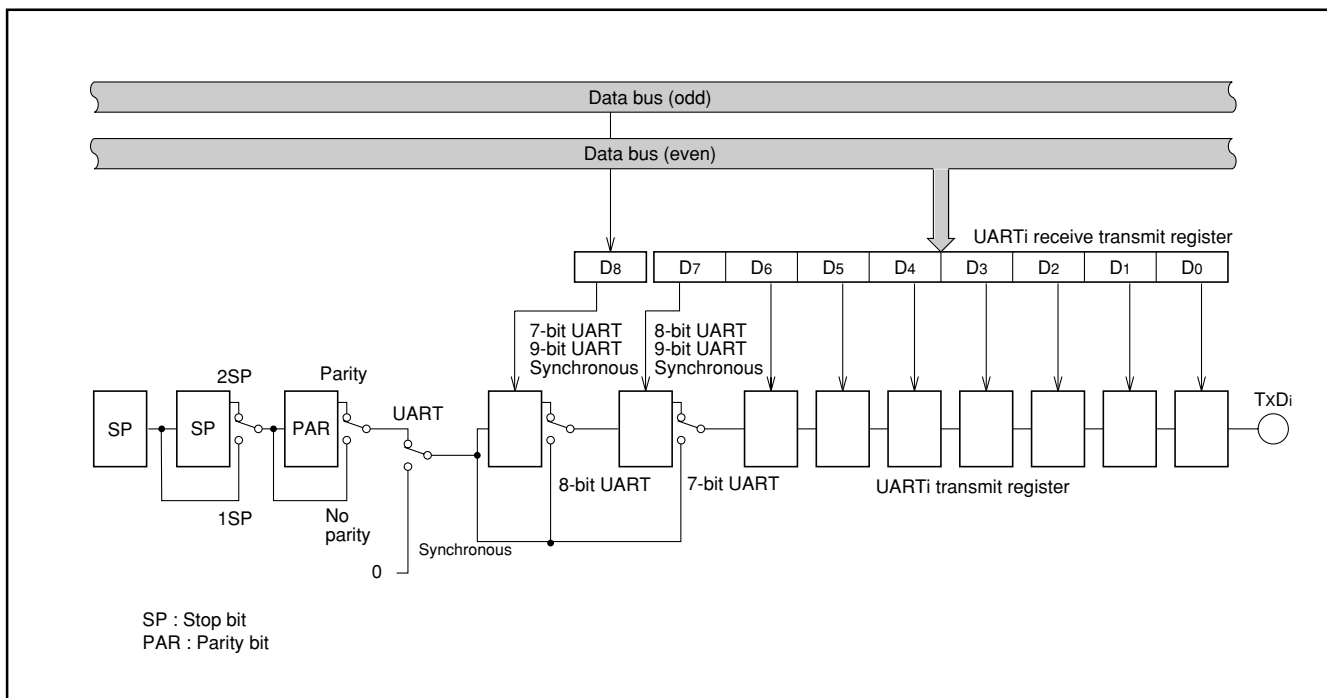 Data bus (odd)
Data bus (even)
UARTi receive transmit register
D8 D7 D6 D5 D4 D3 D2 D1 D0
7-bit UART
9-bit UART
Synchronous
8-bit UART
9-bit UART
Synchronous
2SP
Parity
UART
TxDi
SP
SP
PAR
8-bit UART
7-bit UART
UARTi transmit register
1SP
No
parity
Synchronous
0
SP : Stop bit
PAR : Parity bit